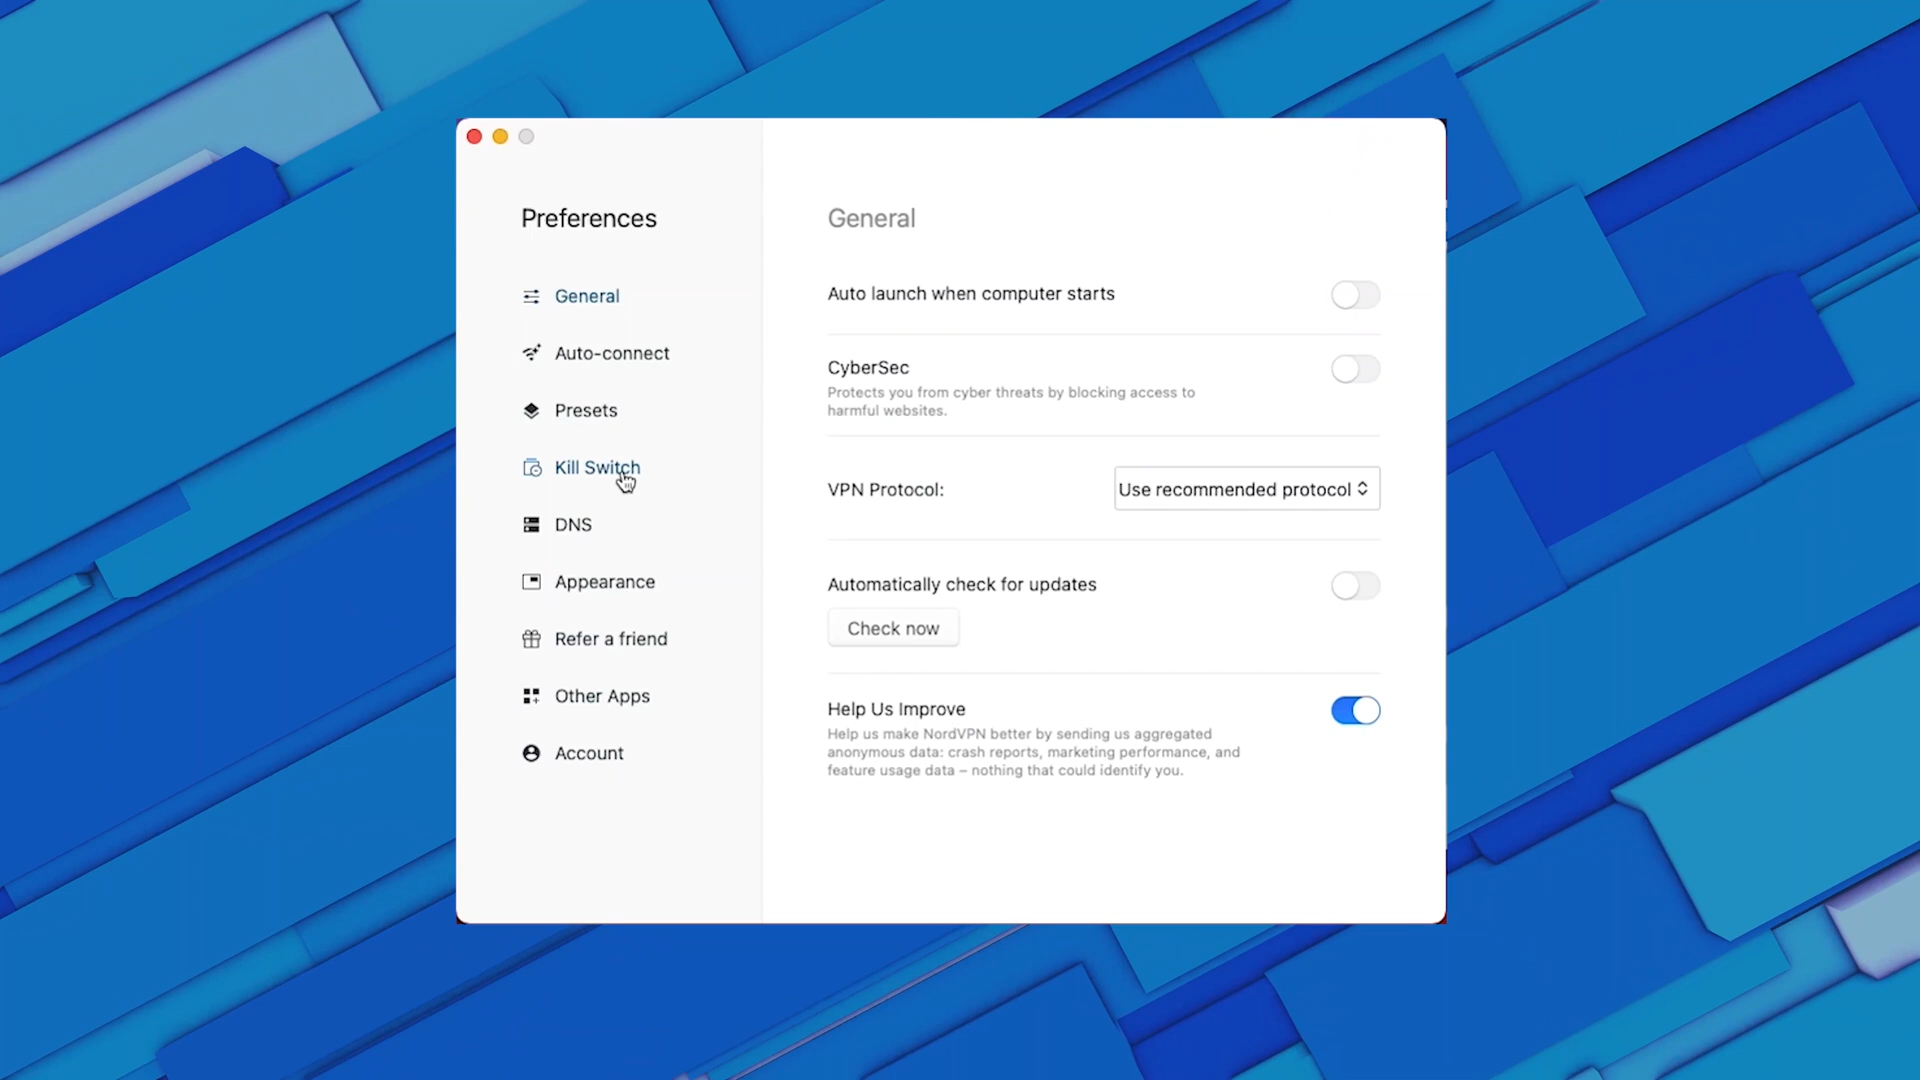 Preferences
General
Auto-connect
Presets
Kill Switch
DNS
Appearance
Refer a friend
Other Apps
Account
General
Auto launch when computer starts
CyberSec
Protects you from cyber threats by blocking access to
harmful websites.
VPN Protocol:
Use recommended protocol
Automatically check for updates
Check now
Help Us Improve
Help us make NordVPN better by sending us aggregated
anonymous data: crash reports, marketing performance, and
feature usage data – nothing that could identify you.